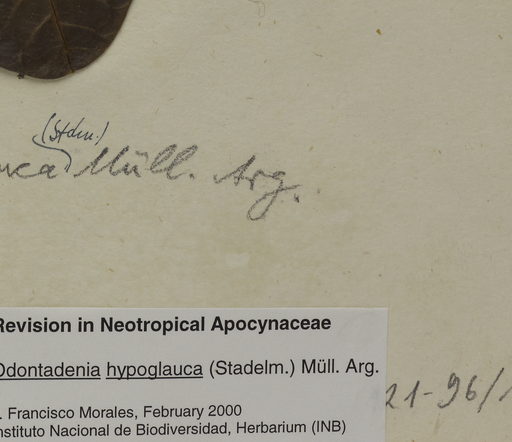 (Stdm.)
uca Müll. Arg.
Revision in Neotropical Apocynaceae
Odontadenia hypoglauca (Stadelm.) Müll. Arg.
. Francisco Morales, February 2000
nstituto Nacional de Biodiversidad, Herbarium (INB)
21-96/1